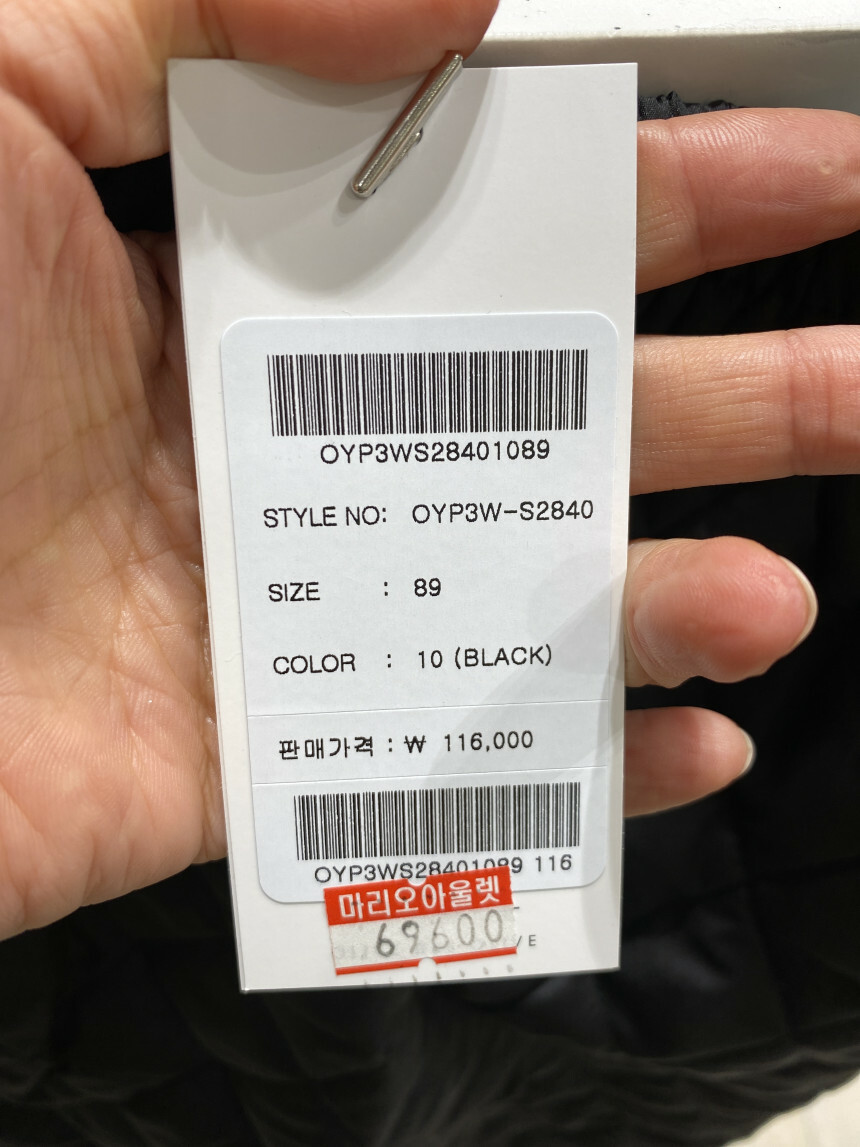 OYP3WS28401089
STYLE NO: OYP3W-S2840
SIZE : 89
COLOR : 10 (BLACK)
판매가격 : ₩ 116,000
OYP3WS28401089 116
마리오아울렛
69600